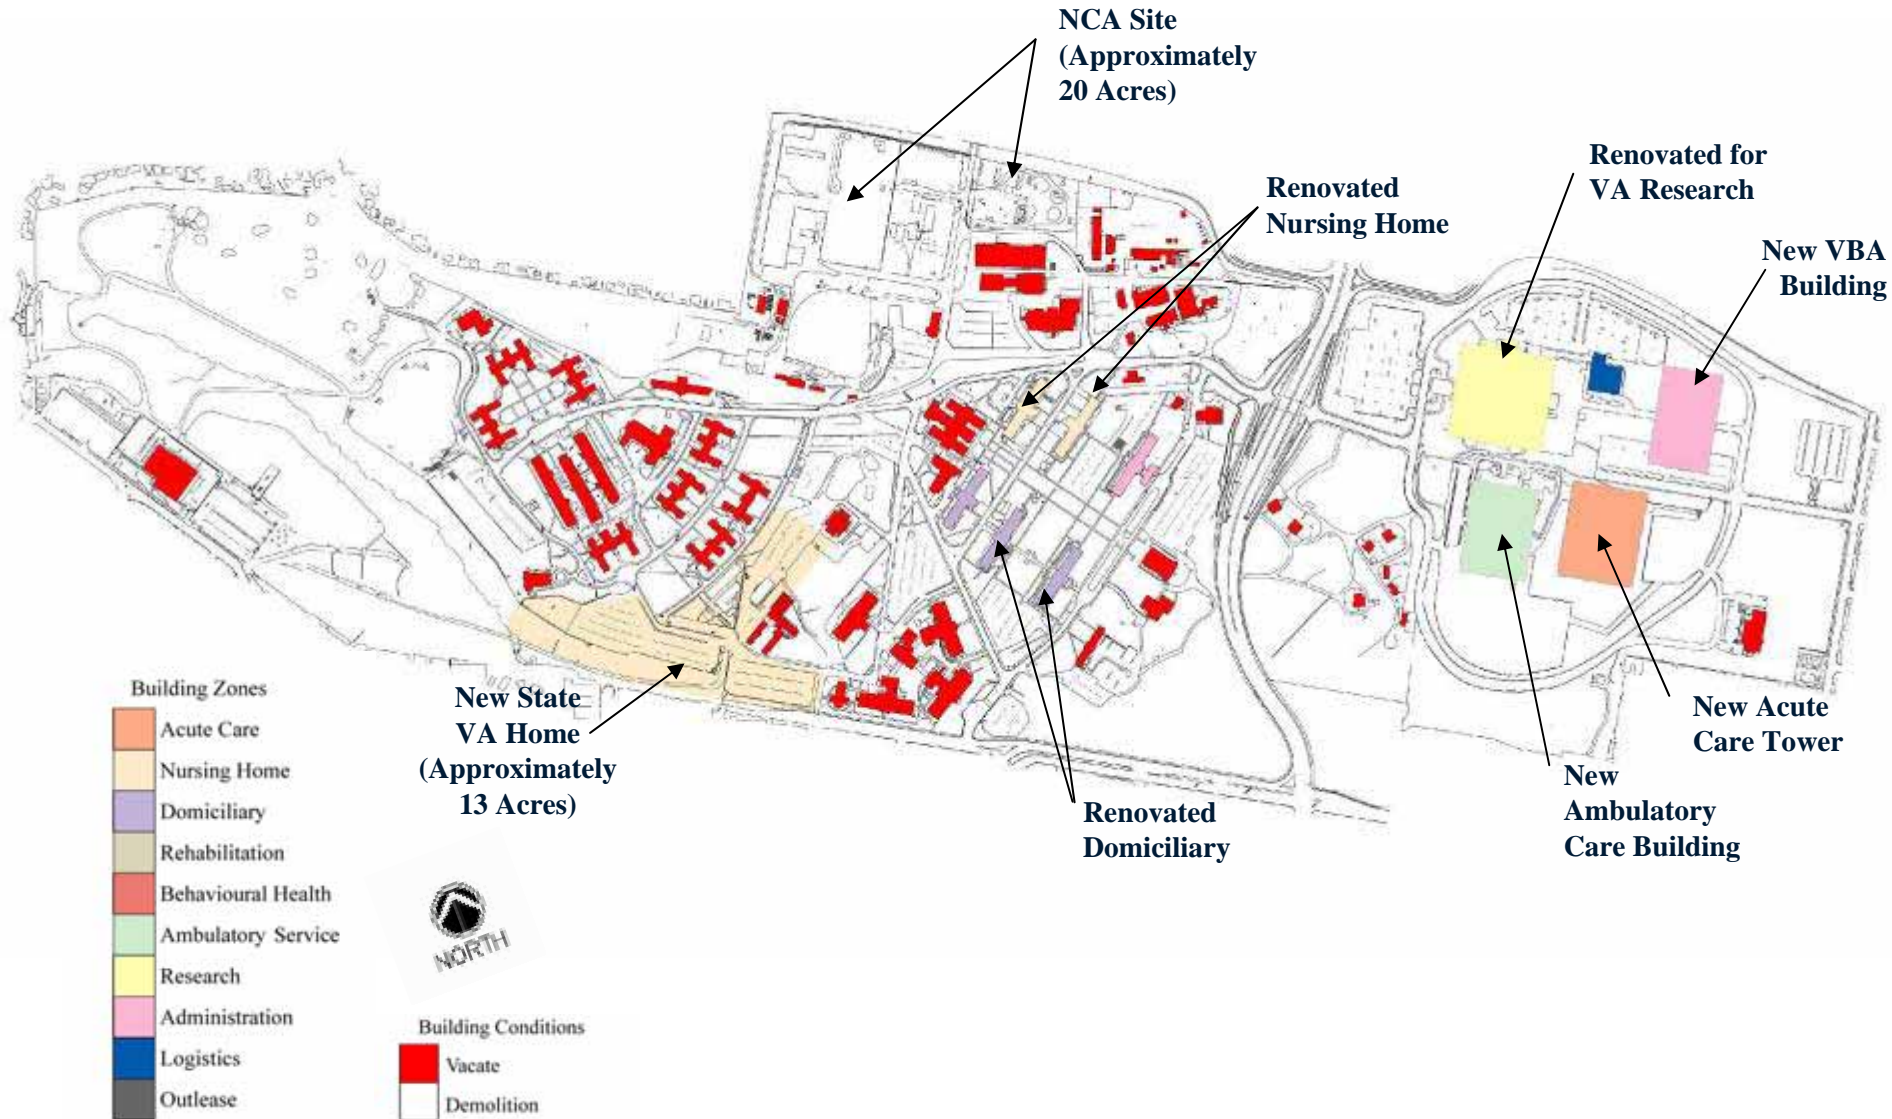 NCA Site
(Approximately
20 Acres)
Renovated for
VA Research
Renovated
Nursing Home
New VBA
Building
New State
VA Home
(Approximately
13 Acres)
New Acute
Care Tower
New
Ambulatory
Care Building
Renovated
Domiciliary
Building Zones
Acute Care
Nursing Home
Domiciliary
Rehabilitation
Behavioural Health
Ambulatory Service
Research
Administration
Logistics
Outlease
NORTH
Building Conditions
Vacate
Demolition